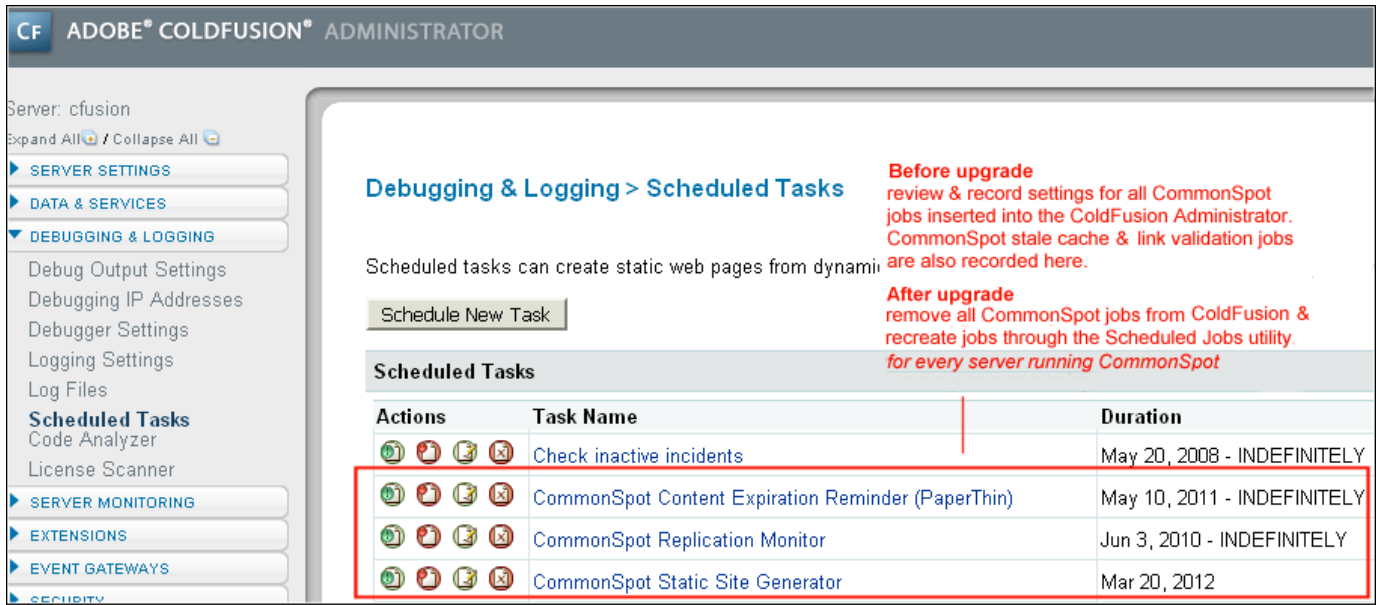 CF ADOBE® COLDFUSION® ADMINISTRATOR
Server: cfusion
Expand All / Collapse All
SERVER SETTINGS
DATA & SERVICES
DEBUGGING & LOGGING
Debug Output Settings
Debugging IP Addresses
Debugger Settings
Logging Settings
Log Files
Scheduled Tasks
Code Analyzer
License Scanner
SERVER MONITORING
EXTENSIONS
EVENT GATEWAYS
SECURITY
Debugging & Logging > Scheduled Tasks
Before upgrade
review & record settings for all CommonSpot
jobs inserted into the ColdFusion Administrator.
CommonSpot stale cache & link validation jobs
are also recorded here.
Scheduled tasks can create static web pages from dynami
After upgrade
remove all CommonSpot jobs from ColdFusion &
recreate jobs through the Scheduled Jobs utility.
for every server running CommonSpot
Schedule New Task
Scheduled Tasks
Actions Task Name Duration
Check inactive incidents May 20, 2008 - INDEFINITELY
CommonSpot Content Expiration Reminder (PaperThin) May 10, 2011 - INDEFINITELY
CommonSpot Replication Monitor Jun 3, 2010 - INDEFINITELY
CommonSpot Static Site Generator Mar 20, 2012